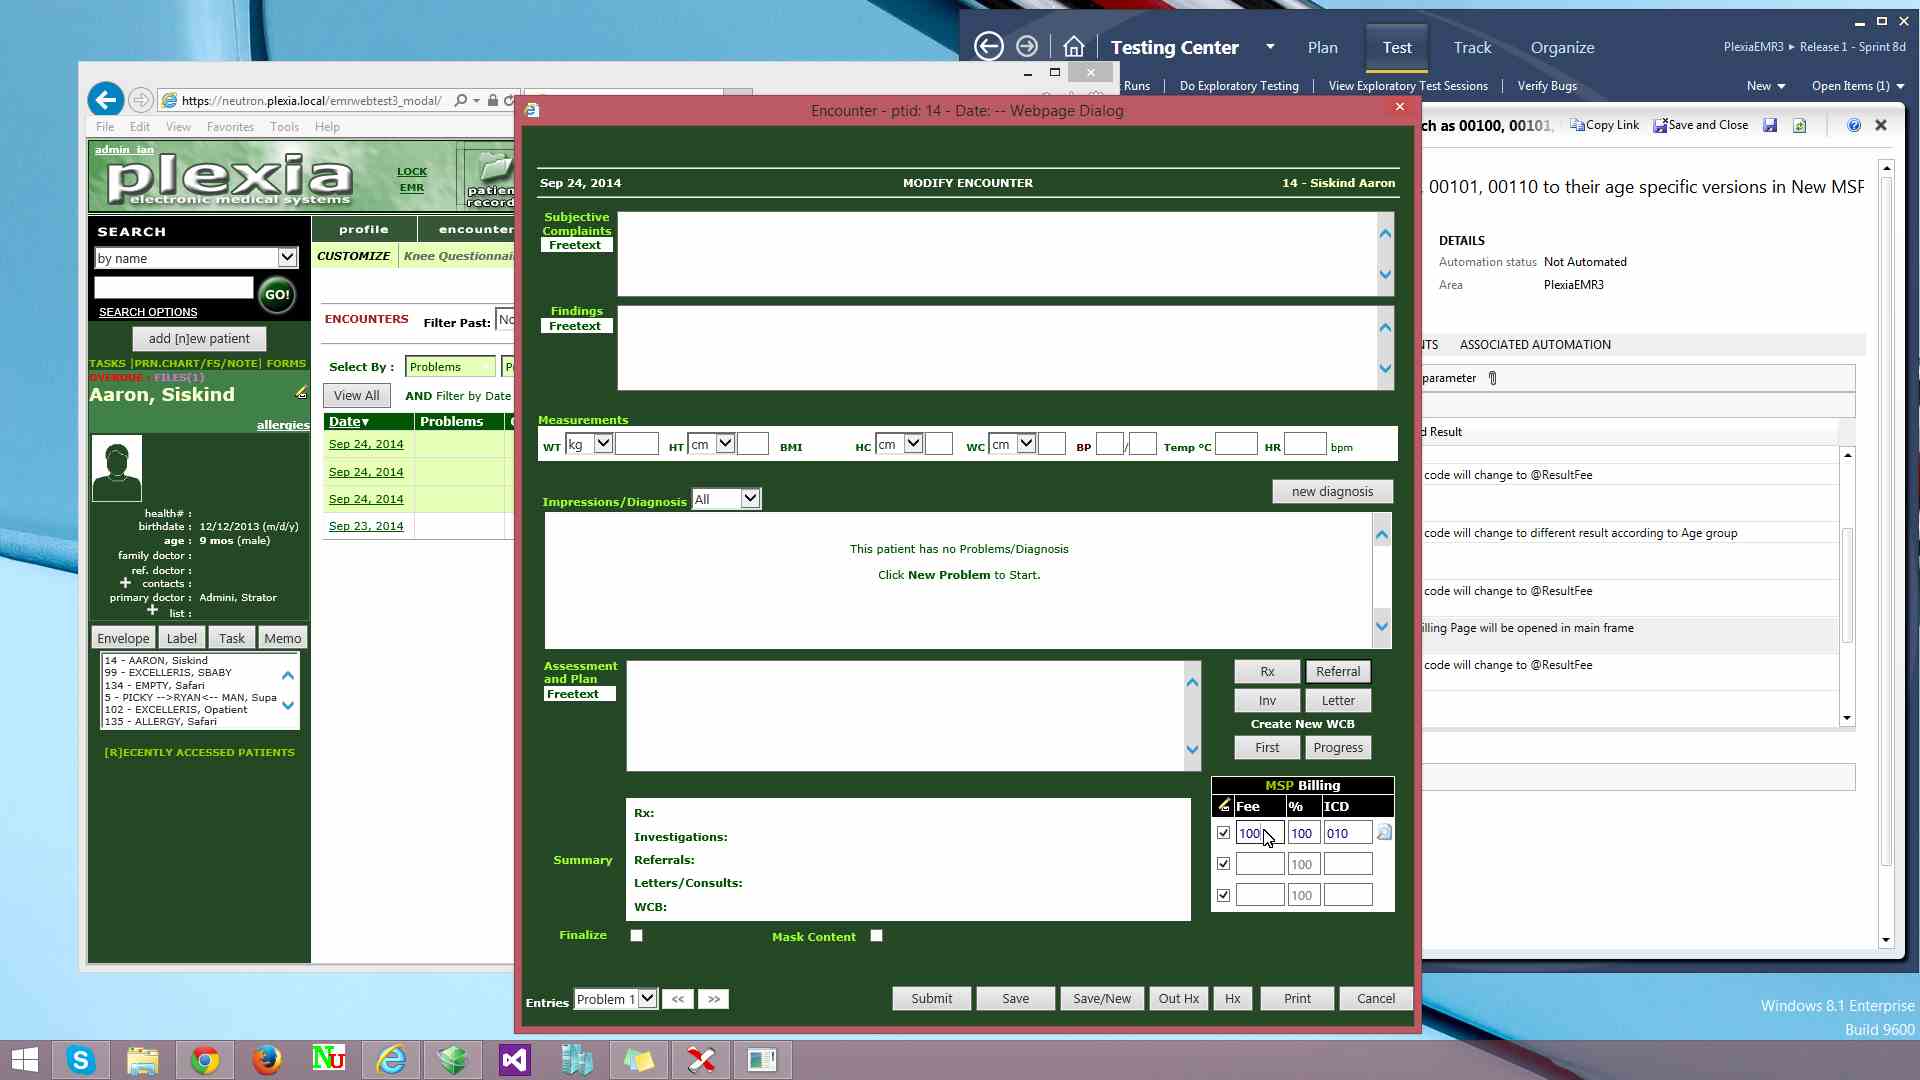 Testing Center
Plan
Test
Track
Organize
PlexiaEMR3 ▸ Release 1 - Sprint 8d
Runs
Do Exploratory Testing
View Exploratory Test Sessions
Verify Bugs
New
Open Items (1)
https://neutron.plexia.local/emrwebtest3_modal/
File Edit View Favorites Tools Help
Encounter - ptid: 14 - Date: -- Webpage Dialog
ch as 00100, 00101,
Copy Link
Save and Close
, 00101, 00110 to their age specific versions in New MSF
DETAILS
Automation status Not Automated
Area PlexiaEMR3
ASSOCIATED AUTOMATION
parameter
d Result
code will change to @ResultFee
code will change to different result according to Age group
code will change to @ResultFee
illing Page will be opened in main frame
code will change to @ResultFee
admin_ian
plexia
electronic medical systems
LOCK
EMR
patien
record
SEARCH
by name
GO!
SEARCH OPTIONS
add [n]ew patient
TASKS |PRN.CHART/FS/NOTE| FORMS
OVERDUE - FILES(1)
Aaron, Siskind
allergies
health# :
birthdate : 12/12/2013 (m/d/y)
age : 9 mos (male)
family doctor :
ref. doctor :
+ contacts :
primary doctor : Admini, Strator
+ list :
Envelope Label Task Memo
14 - AARON, Siskind
99 - EXCELLERIS, SBABY
134 - EMPTY, Safari
5 - PICKY -->RYAN<-- MAN, Supa
102 - EXCELLERIS, Opatient
135 - ALLERGY, Safari
[R]ECENTLY ACCESSED PATIENTS
profile
encounter
CUSTOMIZE
Knee Questionnai
ENCOUNTERS
Filter Past: No
Select By : Problems
View All
AND Filter by Date
Date▾ Problems
Sep 24, 2014
Sep 24, 2014
Sep 24, 2014
Sep 23, 2014
Sep 24, 2014
MODIFY ENCOUNTER
14 - Siskind Aaron
Subjective
Complaints
Freetext
Findings
Freetext
Measurements
WT kg HT cm BMI HC cm WC cm BP / Temp ºC HR bpm
Impressions/Diagnosis All
new diagnosis
This patient has no Problems/Diagnosis
Click New Problem to Start.
Assessment
and Plan
Freetext
Rx Referral
Inv Letter
Create New WCB
First Progress
MSP Billing
Fee % ICD
100 100 010
100
100
Summary
Rx:
Investigations:
Referrals:
Letters/Consults:
WCB:
Finalize
Mask Content
Entries Problem 1 << >>
Submit Save Save/New Out Hx Hx Print Cancel
Windows 8.1 Enterprise
Build 9600
Nu